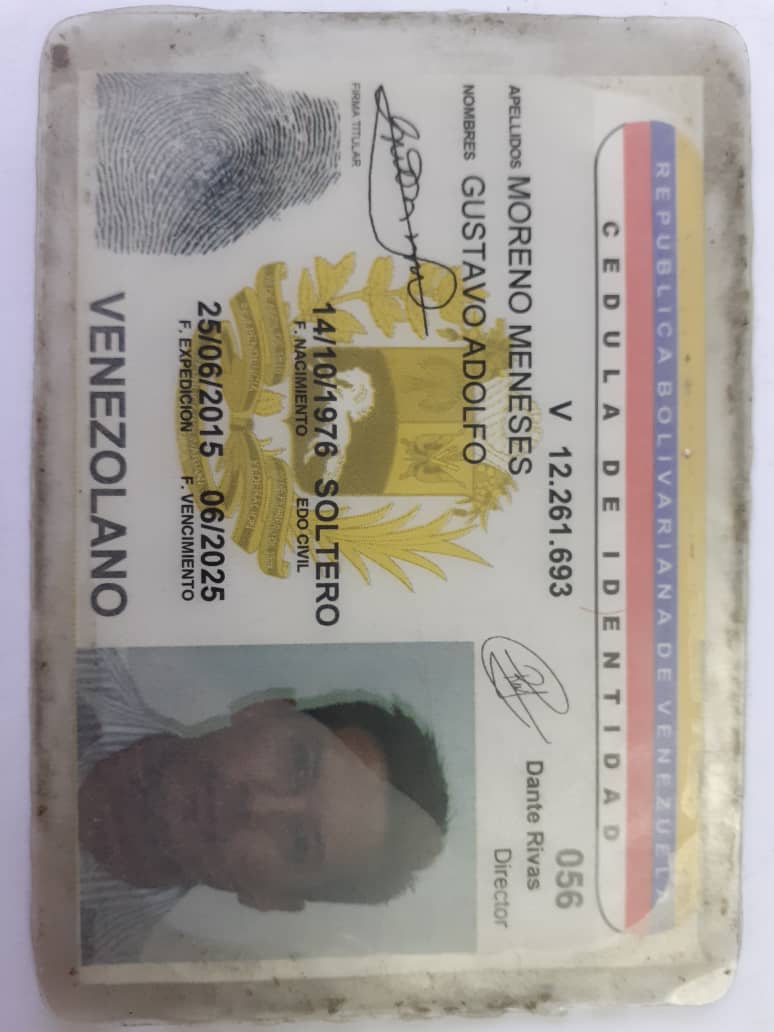 REPUBLICA BOLIVARIANA DE VENEZUELA
CEDULA DE IDENTIDAD
V 12.261.693
056
APELLIDOS MORENO MENESES
Dante Rivas
NOMBRES GUSTAVO ADOLFO
Director
FIRMA TITULAR
14/10/1976 SOLTERO
F. NACIMIENTO EDO CIVIL
25/06/2015 06/2025
F. EXPEDICION F. VENCIMIENTO
VENEZOLANO